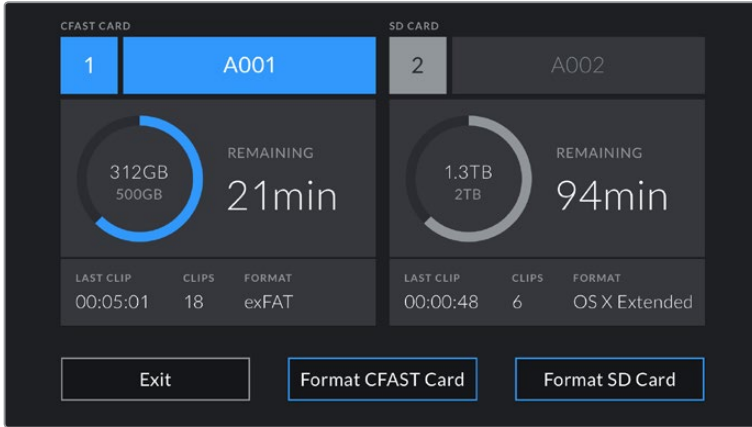 CFAST CARD
1
A001
312GB
500GB
REMAINING
21min
LAST CLIP
CLIPS
FORMAT
00:05:01
18
exFAT
SD CARD
2
A002
1.3TB
2TB
REMAINING
94min
LAST CLIP
CLIPS
FORMAT
00:00:48
6
OS X Extended
Exit
Format CFAST Card
Format SD Card